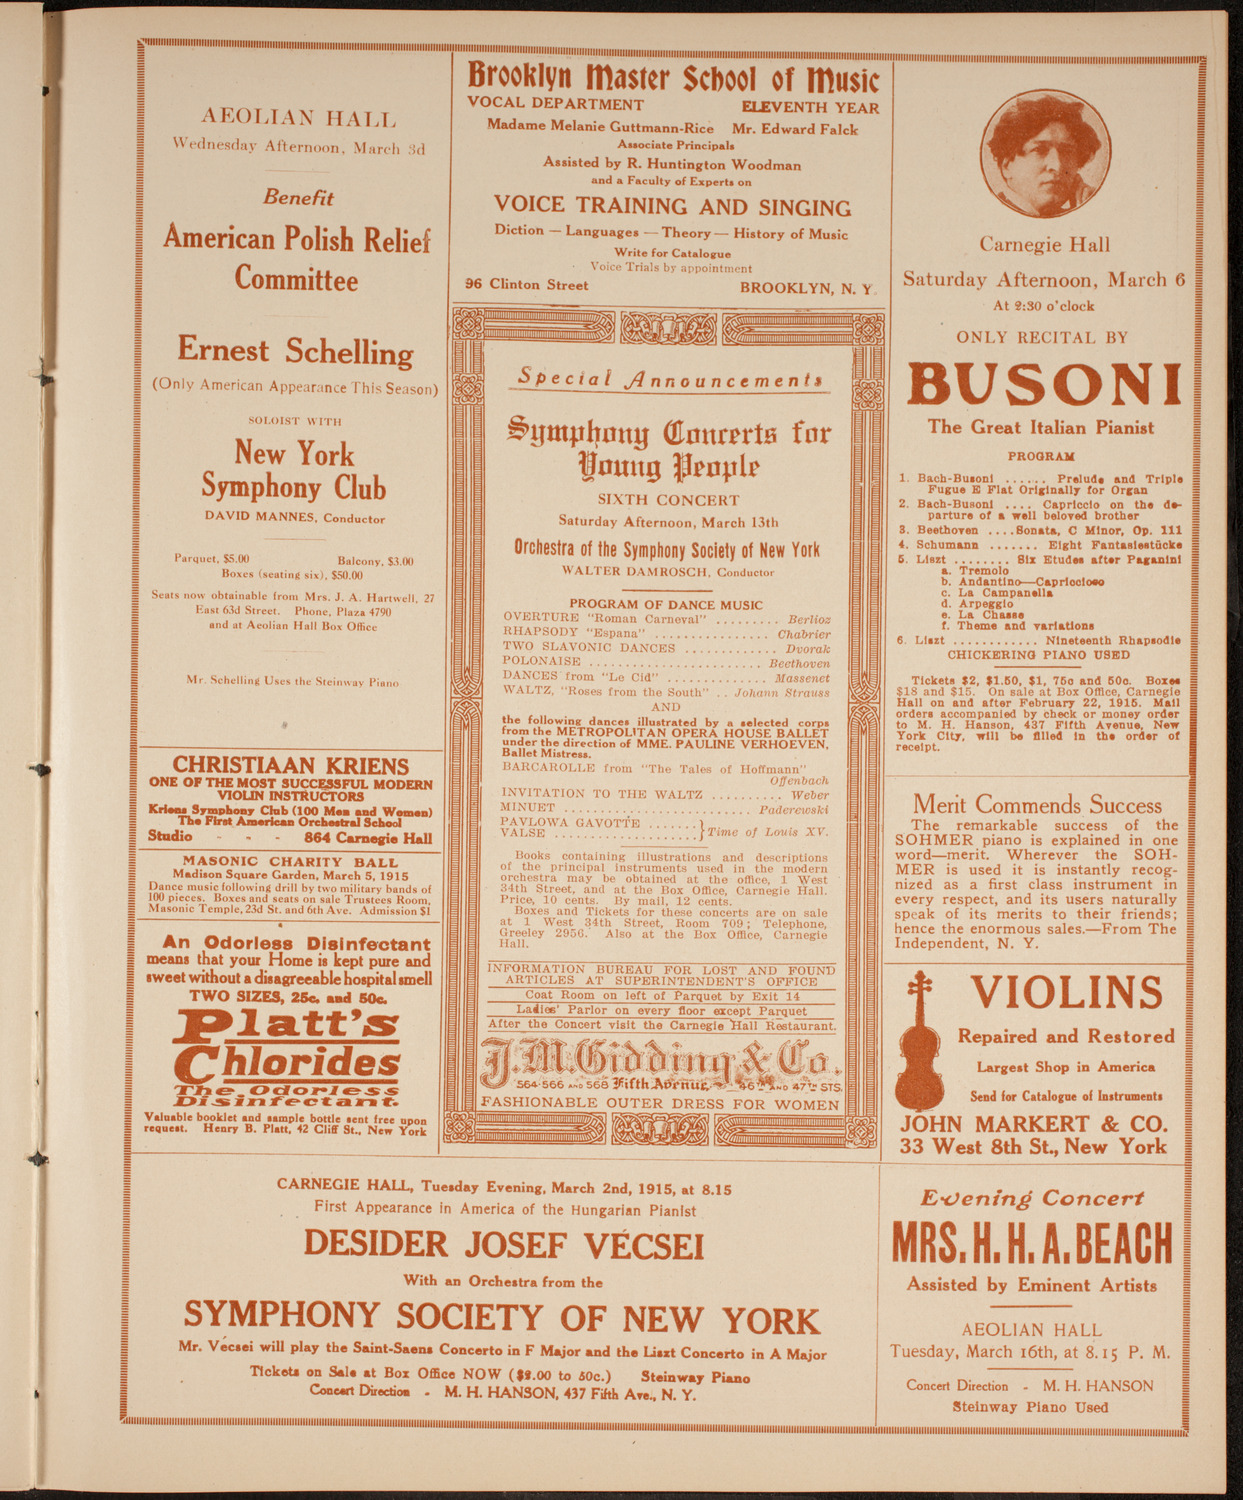 AEOLIAN HALL
Wednesday Afternoon, March 3d
Benefit
American Polish Relief
Committee
Ernest Schelling
(Only American Appearance This Season)
SOLOIST WITH
New York
Symphony Club
DAVID MANNES, Conductor
Parquet, $5.00 Balcony, $3.00
Boxes (seating six), $50.00
Seats now obtainable from Mrs. J. A. Hartwell, 27
East 63d Street. Phone, Plaza 4790
and at Aeolian Hall Box Office
Mr. Schelling Uses the Steinway Piano
CHRISTIAAN KRIENS
ONE OF THE MOST SUCCESSFUL MODERN
VIOLIN INSTRUCTORS
Kriens Symphony Club (100 Men and Women)
The First American Orchestral School
Studio - - - 864 Carnegie Hall
MASONIC CHARITY BALL
Madison Square Garden, March 5, 1915
Dance music following drill by two military bands of
100 pieces. Boxes and seats on sale Trustees Room,
Masonic Temple, 23d St. and 6th Ave. Admission $1
An Odorless Disinfectant
means that your Home is kept pure and
sweet without a disagreeable hospital smell
TWO SIZES, 25c. and 50c.
Platt's
Chlorides
The Odorless
Disinfectant.
Valuable booklet and sample bottle sent free upon
request. Henry B. Platt, 42 Cliff St., New York
Brooklyn Master School of Music
VOCAL DEPARTMENT ELEVENTH YEAR
Madame Melanie Guttmann-Rice Mr. Edward Falck
Associate Principals
Assisted by R. Huntington Woodman
and a Faculty of Experts on
VOICE TRAINING AND SINGING
Diction — Languages — Theory — History of Music
Write for Catalogue
Voice Trials by appointment
96 Clinton Street BROOKLYN, N. Y.
Special Announcements
Symphony Concerts for
Young People
SIXTH CONCERT
Saturday Afternoon, March 13th
Orchestra of the Symphony Society of New York
WALTER DAMROSCH, Conductor
PROGRAM OF DANCE MUSIC
OVERTURE "Roman Carneval" ......... Berlioz
RHAPSODY "Espana" ............... Chabrier
TWO SLAVONIC DANCES ............ Dvorak
POLONAISE ........................ Beethoven
DANCES from "Le Cid" ............. Massenet
WALTZ, "Roses from the South" .. Johann Strauss
AND
the following dances illustrated by a selected corps
from the METROPOLITAN OPERA HOUSE BALLET
under the direction of MME. PAULINE VERHOEVEN,
Ballet Mistress.
BARCAROLLE from "The Tales of Hoffmann"
Offenbach
INVITATION TO THE WALTZ .......... Weber
MINUET ......................... Paderewski
PAVLOWA GAVOTTE .......
VALSE .................... } Time of Louis XV.
Books containing illustrations and descriptions
of the principal instruments used in the modern
orchestra may be obtained at the office, 1 West
34th Street, and at the Box Office, Carnegie Hall.
Price, 10 cents. By mail, 12 cents.
Boxes and Tickets for these concerts are on sale
at 1 West 34th Street, Room 709; Telephone,
Greeley 2956. Also at the Box Office, Carnegie
Hall.
INFORMATION BUREAU FOR LOST AND FOUND
ARTICLES AT SUPERINTENDENT'S OFFICE
Coat Room on left of Parquet by Exit 14
Ladies' Parlor on every floor except Parquet
After the Concert visit the Carnegie Hall Restaurant.
J.M. Gidding & Co.
564-566 AND 568 Fifth Avenue, 46TH AND 47TH STS.
FASHIONABLE OUTER DRESS FOR WOMEN
Carnegie Hall
Saturday Afternoon, March 6
At 2:30 o'clock
ONLY RECITAL BY
BUSONI
The Great Italian Pianist
PROGRAM
1. Bach-Busoni ...... Prelude and Triple
Fugue E Flat Originally for Organ
2. Bach-Busoni .... Capriccio on the de-
parture of a well beloved brother
3. Beethoven ....Sonata, C Minor, Op. 111
4. Schumann ....... Eight Fantasiestücke
5. Liszt ........ Six Etudes after Paganini
a. Tremolo
b. Andantino—Capriccioso
c. La Campanella
d. Arpeggio
e. La Chasse
f. Theme and variations
6. Liszt ............ Nineteenth Rhapsodie
CHICKERING PIANO USED
Tickets $2, $1.50, $1, 75c and 50c. Boxes
$18 and $15. On sale at Box Office, Carnegie
Hall on and after February 22, 1915. Mail
orders accompanied by check or money order
to M. H. Hanson, 437 Fifth Avenue, New
York City, will be filled in the order of
receipt.
Merit Commends Success
The remarkable success of the
SOHMER piano is explained in one
word—merit. Wherever the SOH-
MER is used it is instantly recog-
nized as a first class instrument in
every respect, and its users naturally
speak of its merits to their friends;
hence the enormous sales.—From The
Independent, N. Y.
VIOLINS
Repaired and Restored
Largest Shop in America
Send for Catalogue of Instruments
JOHN MARKERT & CO.
33 West 8th St., New York
CARNEGIE HALL, Tuesday Evening, March 2nd, 1915, at 8.15
First Appearance in America of the Hungarian Pianist
DESIDER JOSEF VÉCSEI
With an Orchestra from the
SYMPHONY SOCIETY OF NEW YORK
Mr. Vécsei will play the Saint-Saens Concerto in F Major and the Liszt Concerto in A Major
Tickets on Sale at Box Office NOW ($2.00 to 50c.) Steinway Piano
Concert Direction - M. H. HANSON, 437 Fifth Ave., N. Y.
Evening Concert
MRS. H. H. A. BEACH
Assisted by Eminent Artists
AEOLIAN HALL
Tuesday, March 16th, at 8.15 P. M.
Concert Direction - M. H. HANSON
Steinway Piano Used